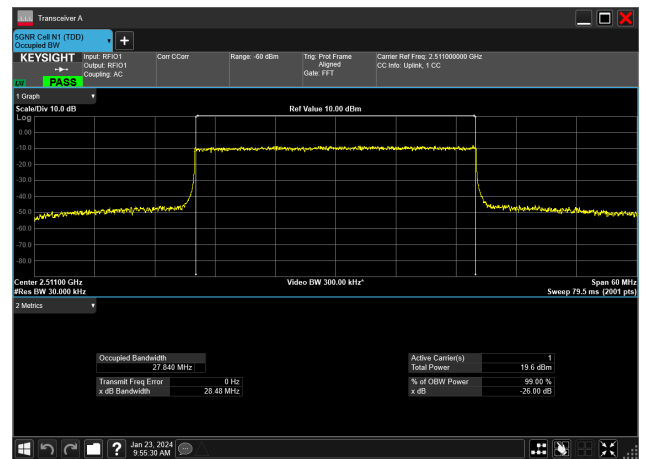 Transceiver A
5GNR Cell N1 (TDD)
Occupied BW
KEYSIGHT
LXI
PASS
Input: RFIO1
Output: RFIO1
Coupling: AC
Corr CCorr
Range: -60 dBm
Trig: Prot Frame
Aligned
Gate: FFT
Carrier Ref Freq: 2.511000000 GHz
CC Info: Uplink, 1 CC
1 Graph
Scale/Div 10.0 dB
Ref Value 10.00 dBm
Log
0.00
-10.0
-20.0
-30.0
-40.0
-50.0
-60.0
-70.0
-80.0
Center 2.51100 GHz
Video BW 300.00 kHz*
Span 60 MHz
#Res BW 30.000 kHz
Sweep 79.5 ms (2001 pts)
2 Metrics
Occupied Bandwidth
27.840 MHz
Transmit Freq Error 0 Hz
x dB Bandwidth 28.48 MHz
Active Carrier(s) 1
Total Power 19.6 dBm
% of OBW Power 99.00 %
x dB -26.00 dB
Jan 23, 2024
9:55:30 AM